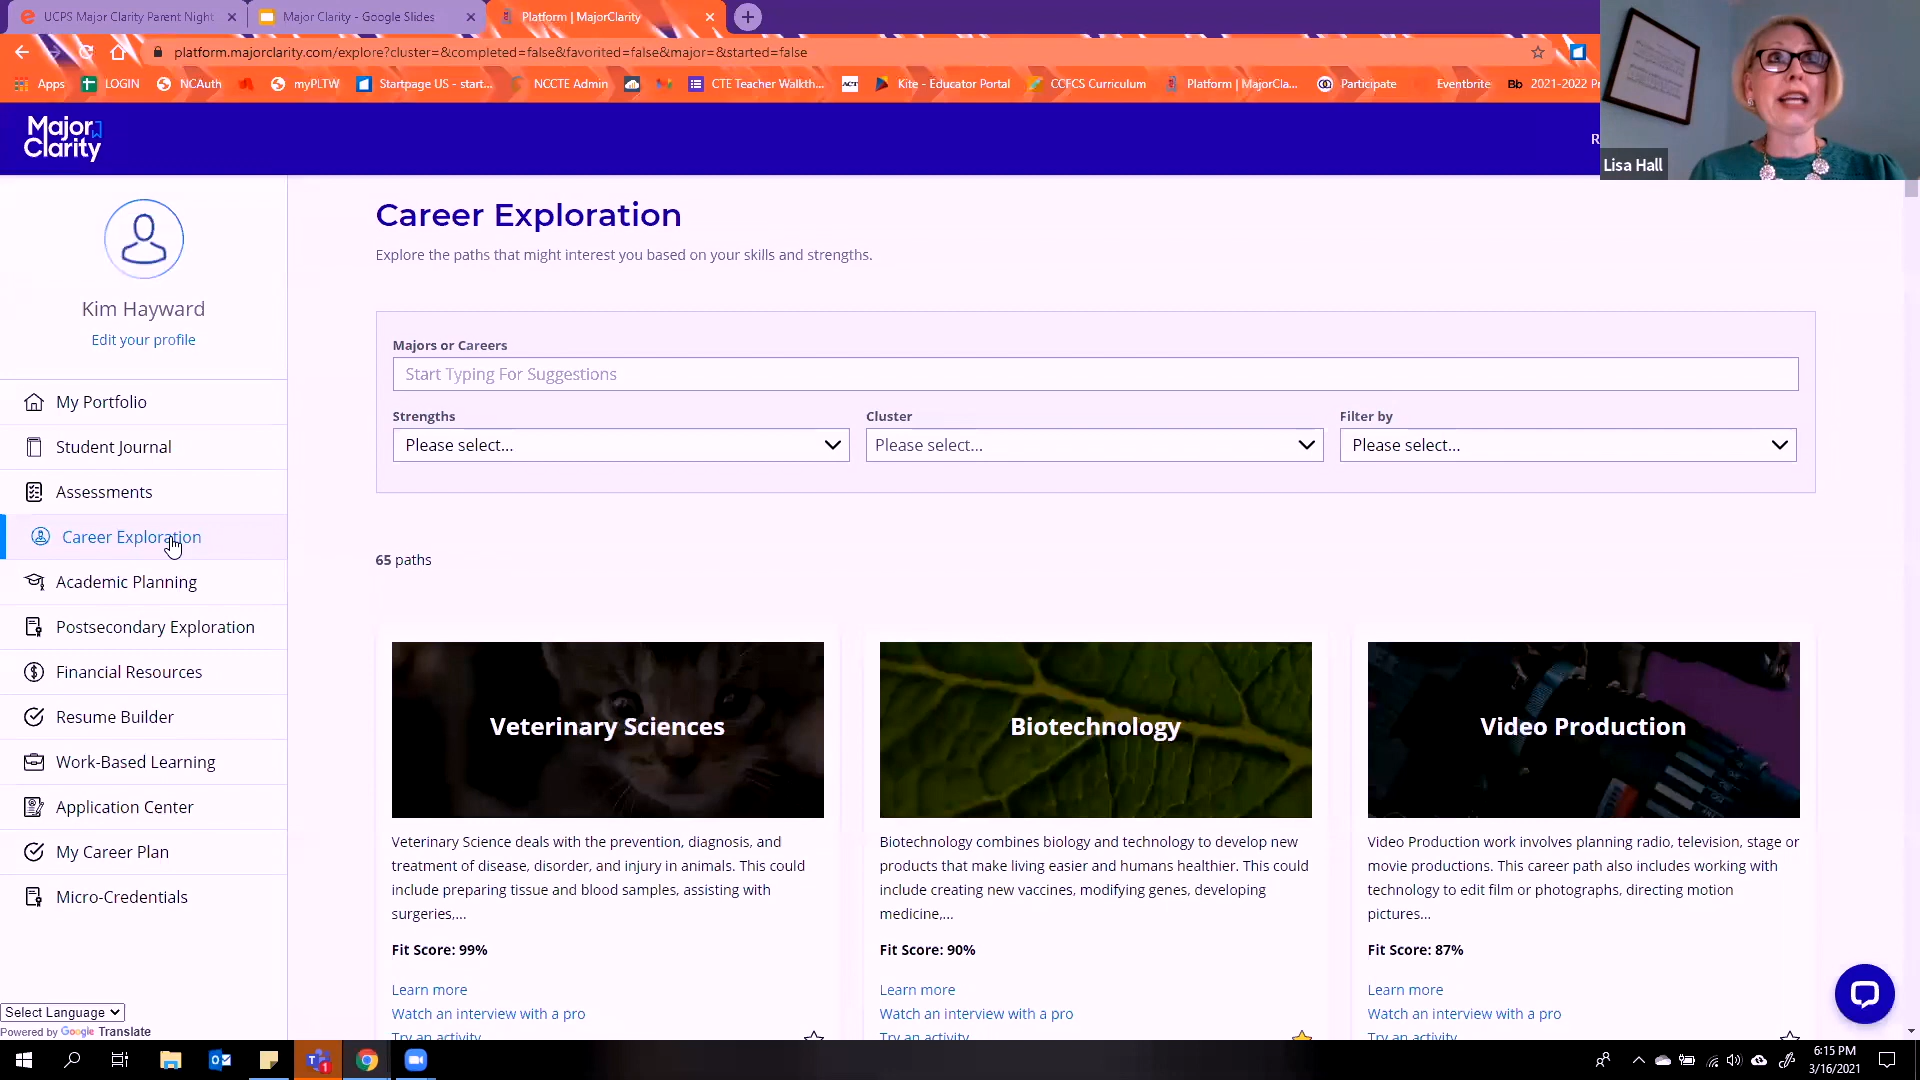 UCPS Major Clarity Parent Night
Major Clarity - Google Slides
Platform | MajorClarity
platform.majorclarity.com/explore?cluster=&completed=false&favorited=false&major=&started=false
Apps
LOGIN
NCAuth
myPLTW
Startpage US - start...
NCCTE Admin
CTE Teacher Walkth...
ACT
Kite - Educator Portal
CCFCS Curriculum
Platform | MajorCla...
Participate
Eventbrite
Bb 2021-2022 Pr
Major
Clarity
R
Lisa Hall
Kim Hayward
Edit your profile
My Portfolio
Student Journal
Assessments
Career Exploration
Academic Planning
Postsecondary Exploration
Financial Resources
Resume Builder
Work-Based Learning
Application Center
My Career Plan
Micro-Credentials
Select Language
Powered by Google Translate
Career Exploration
Explore the paths that might interest you based on your skills and strengths.
Majors or Careers
Start Typing For Suggestions
Strengths
Cluster
Filter by
Please select...
Please select...
Please select...
65 paths
Veterinary Sciences
Veterinary Science deals with the prevention, diagnosis, and
treatment of disease, disorder, and injury in animals. This could
include preparing tissue and blood samples, assisting with
surgeries,...
Fit Score: 99%
Learn more
Watch an interview with a pro
Try an activity
Biotechnology
Biotechnology combines biology and technology to develop new
products that make living easier and humans healthier. This could
include creating new vaccines, modifying genes, developing
medicine,...
Fit Score: 90%
Learn more
Watch an interview with a pro
Try an activity
Video Production
Video Production work involves planning radio, television, stage or
movie productions. This career path also includes working with
technology to edit film or photographs, directing motion
pictures...
Fit Score: 87%
Learn more
Watch an interview with a pro
Try an activity
6:15 PM
3/16/2021